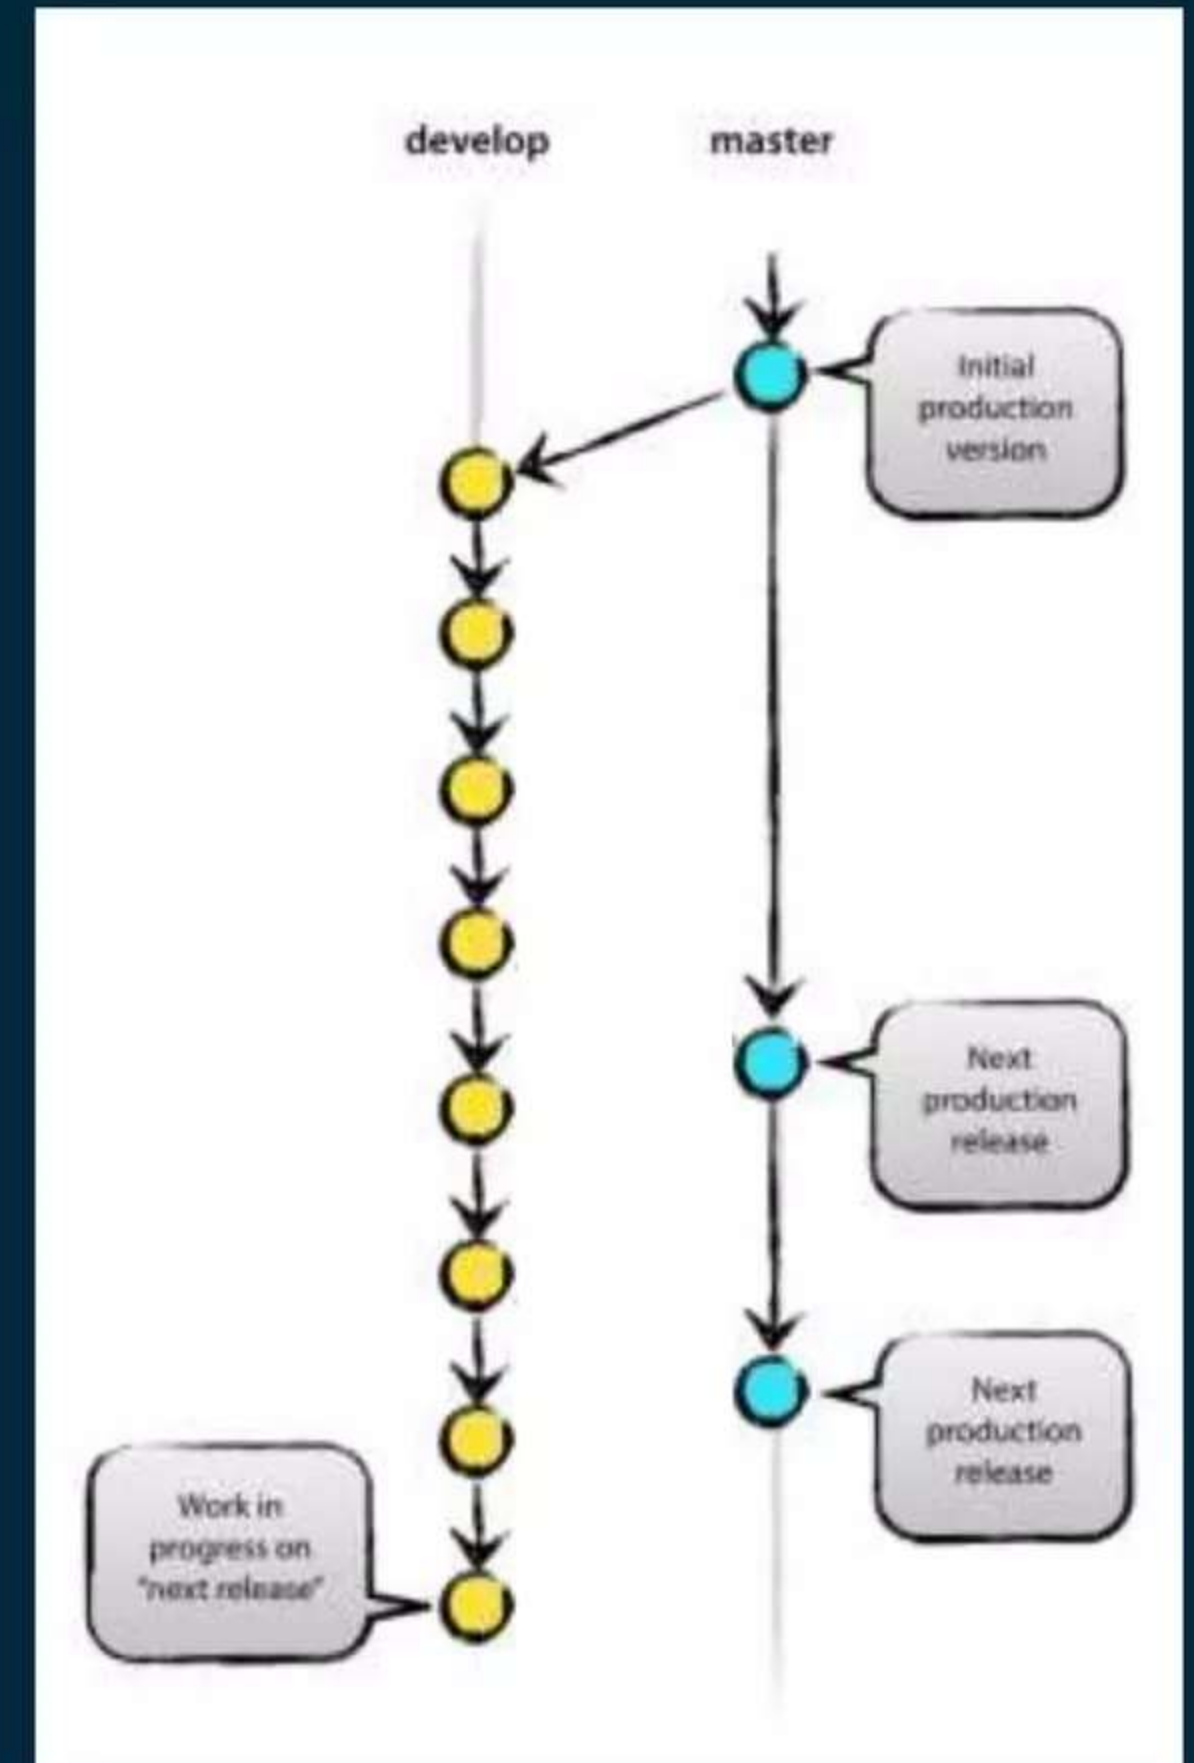 develop
master
Initial
production
version
Next
production
release
Next
production
release
Work in
progress on
"next release"